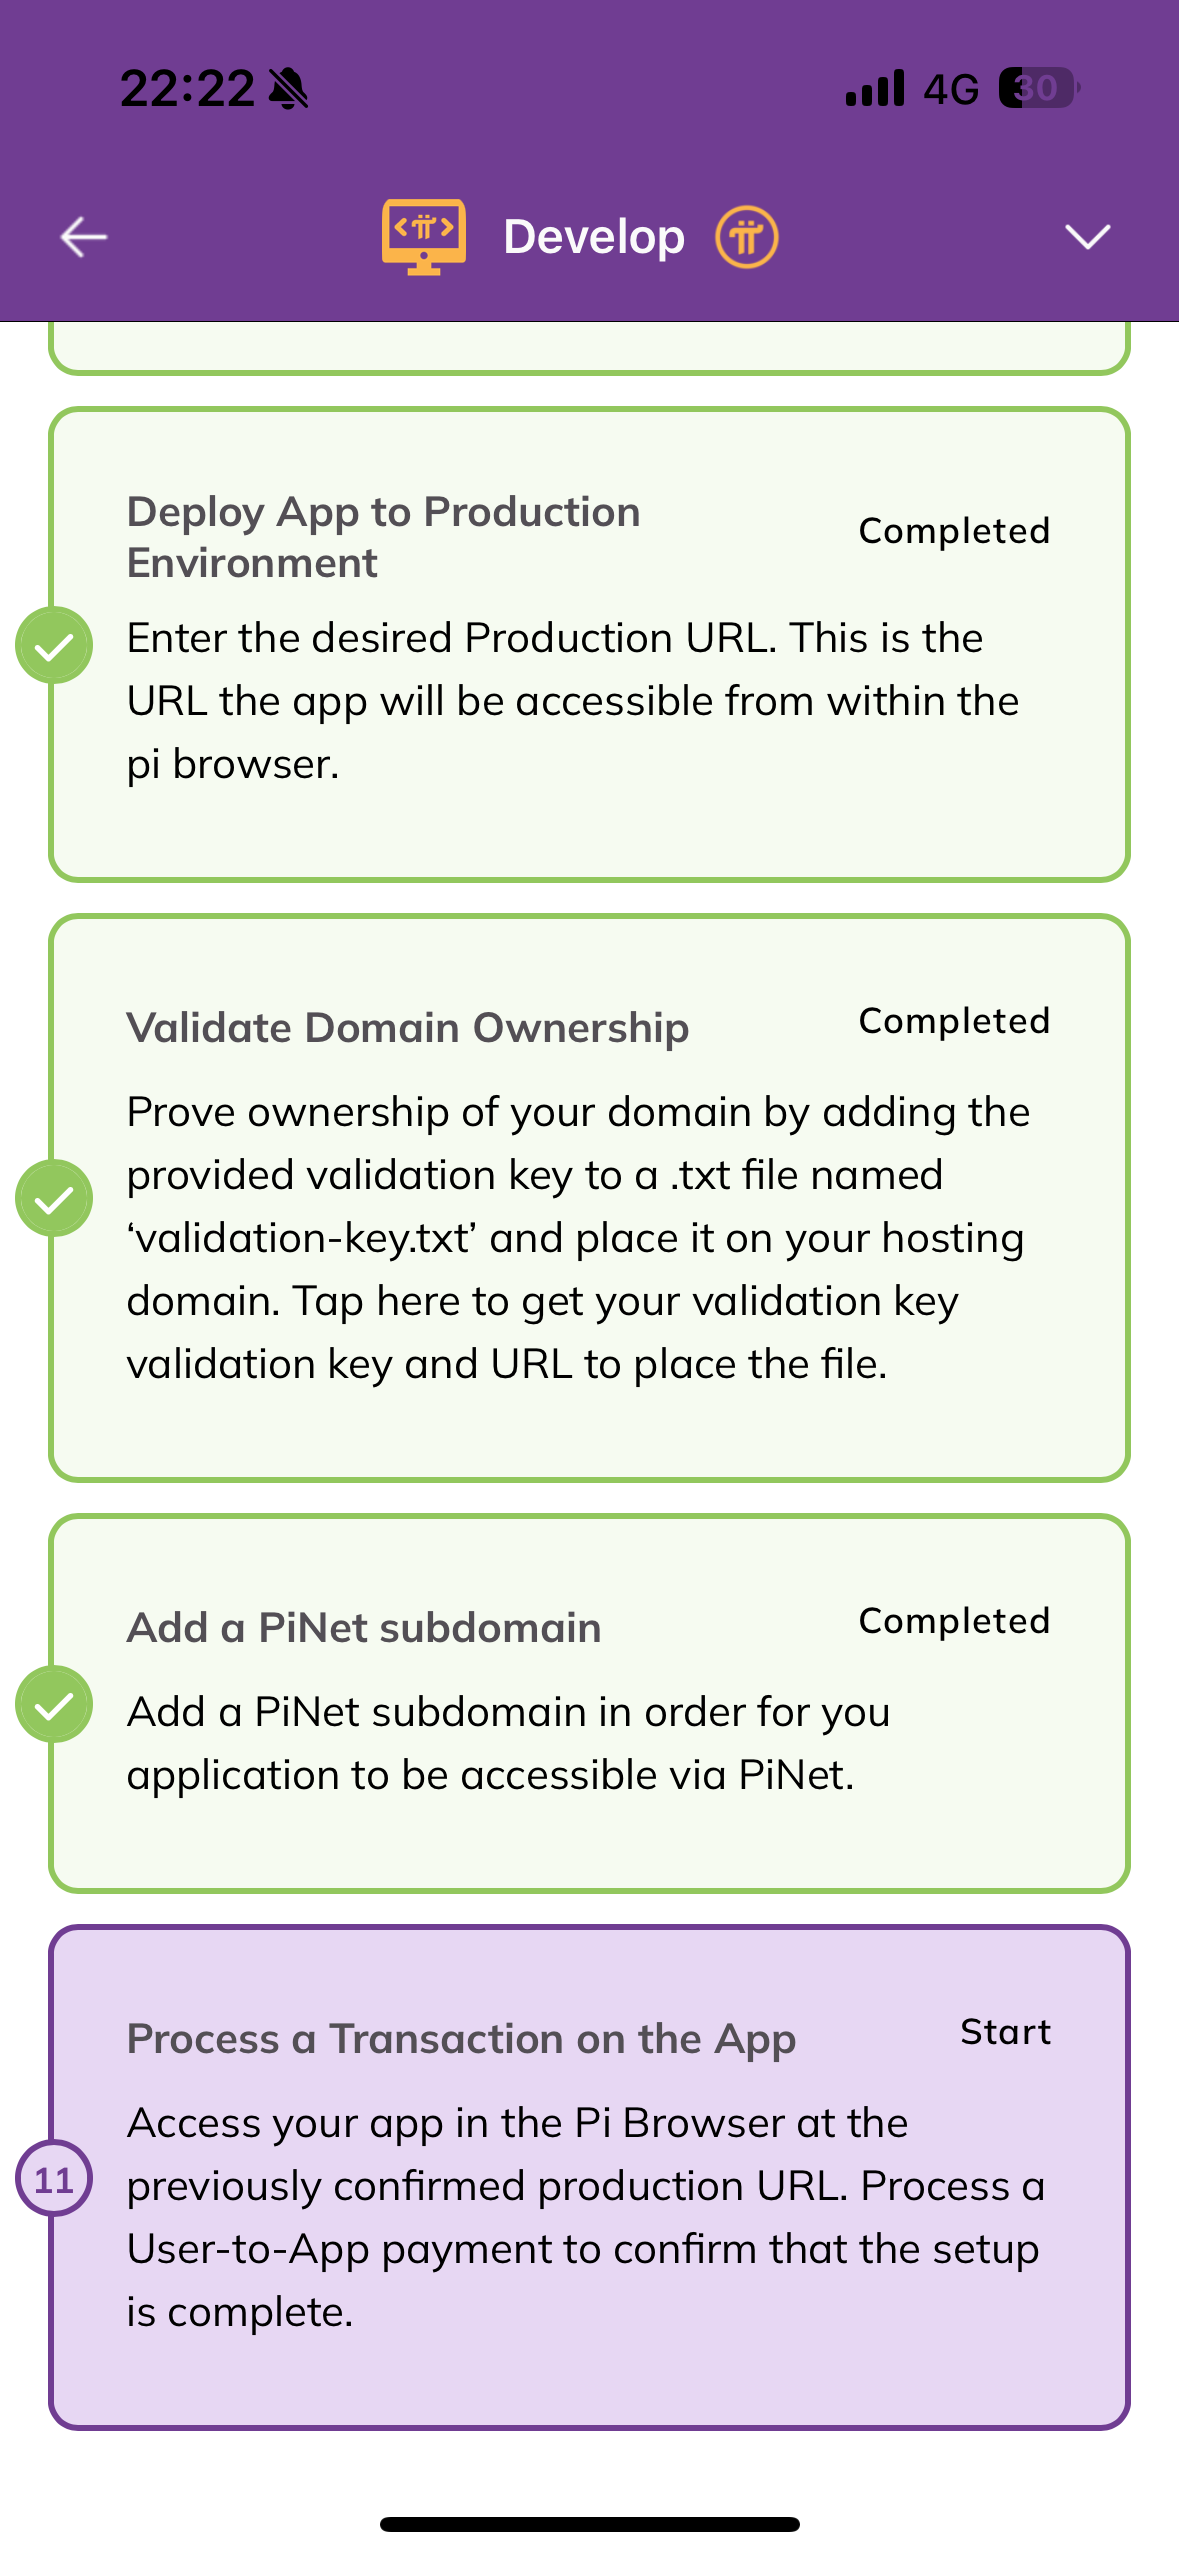 22:22
4G
30
Develop
Deploy App to Production
Environment
Completed
Enter the desired Production URL. This is the
URL the app will be accessible from within the
pi browser.
Validate Domain Ownership
Completed
Prove ownership of your domain by adding the
provided validation key to a .txt file named
‘validation-key.txt’ and place it on your hosting
domain. Tap here to get your validation key
validation key and URL to place the file.
Add a PiNet subdomain
Completed
Add a PiNet subdomain in order for you
application to be accessible via PiNet.
Process a Transaction on the App
Start
11
Access your app in the Pi Browser at the
previously confirmed production URL. Process a
User-to-App payment to confirm that the setup
is complete.